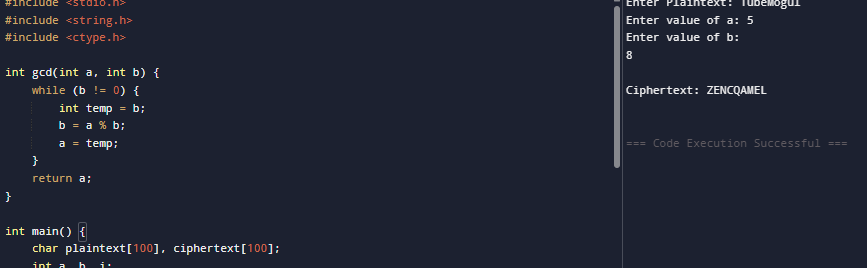 #include <stdio.h>
#include <string.h>
#include <ctype.h>
int gcd(int a, int b) {
while (b != 0) {
int temp = b;
b = a % b;
a = temp;
}
return a;
}
int main() {
char plaintext[100], ciphertext[100];
int a, b, i;
Enter Plaintext: TubeMogul
Enter value of a: 5
Enter value of b:
8
Ciphertext: ZENCQAMEL
=== Code Execution Successful ===